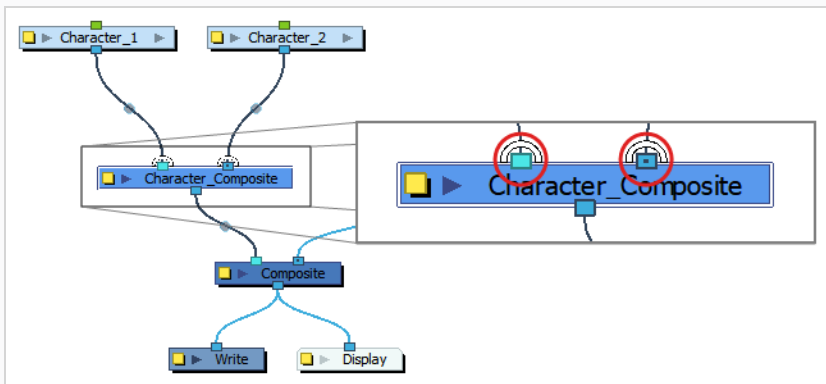 Character_1
Character_2
Character_Composite
Character_Composite
Composite
Write
Display